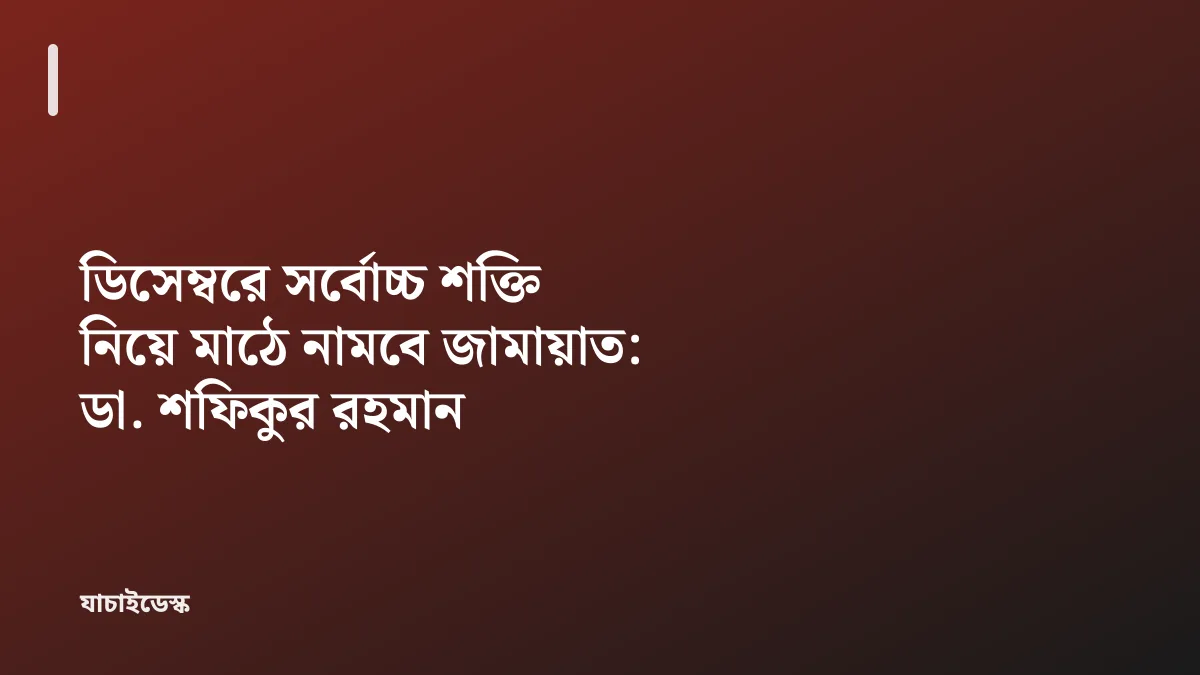 ডিসেম্বরে সর্বোচ্চ শক্তি
নিয়ে মাঠে নামবে জামায়াত:
ডা. শফিকুর রহমান
যাচাইডেস্ক